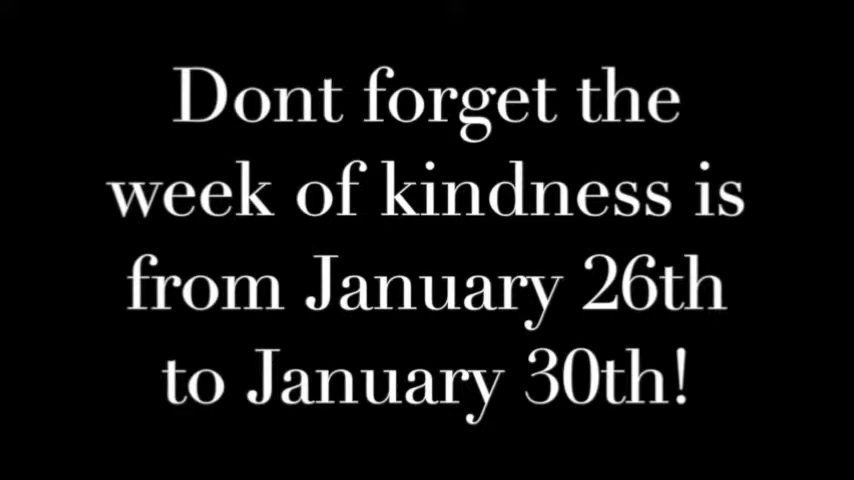 Dont forget the
week of kindness is
from January 26th
to January 30th!